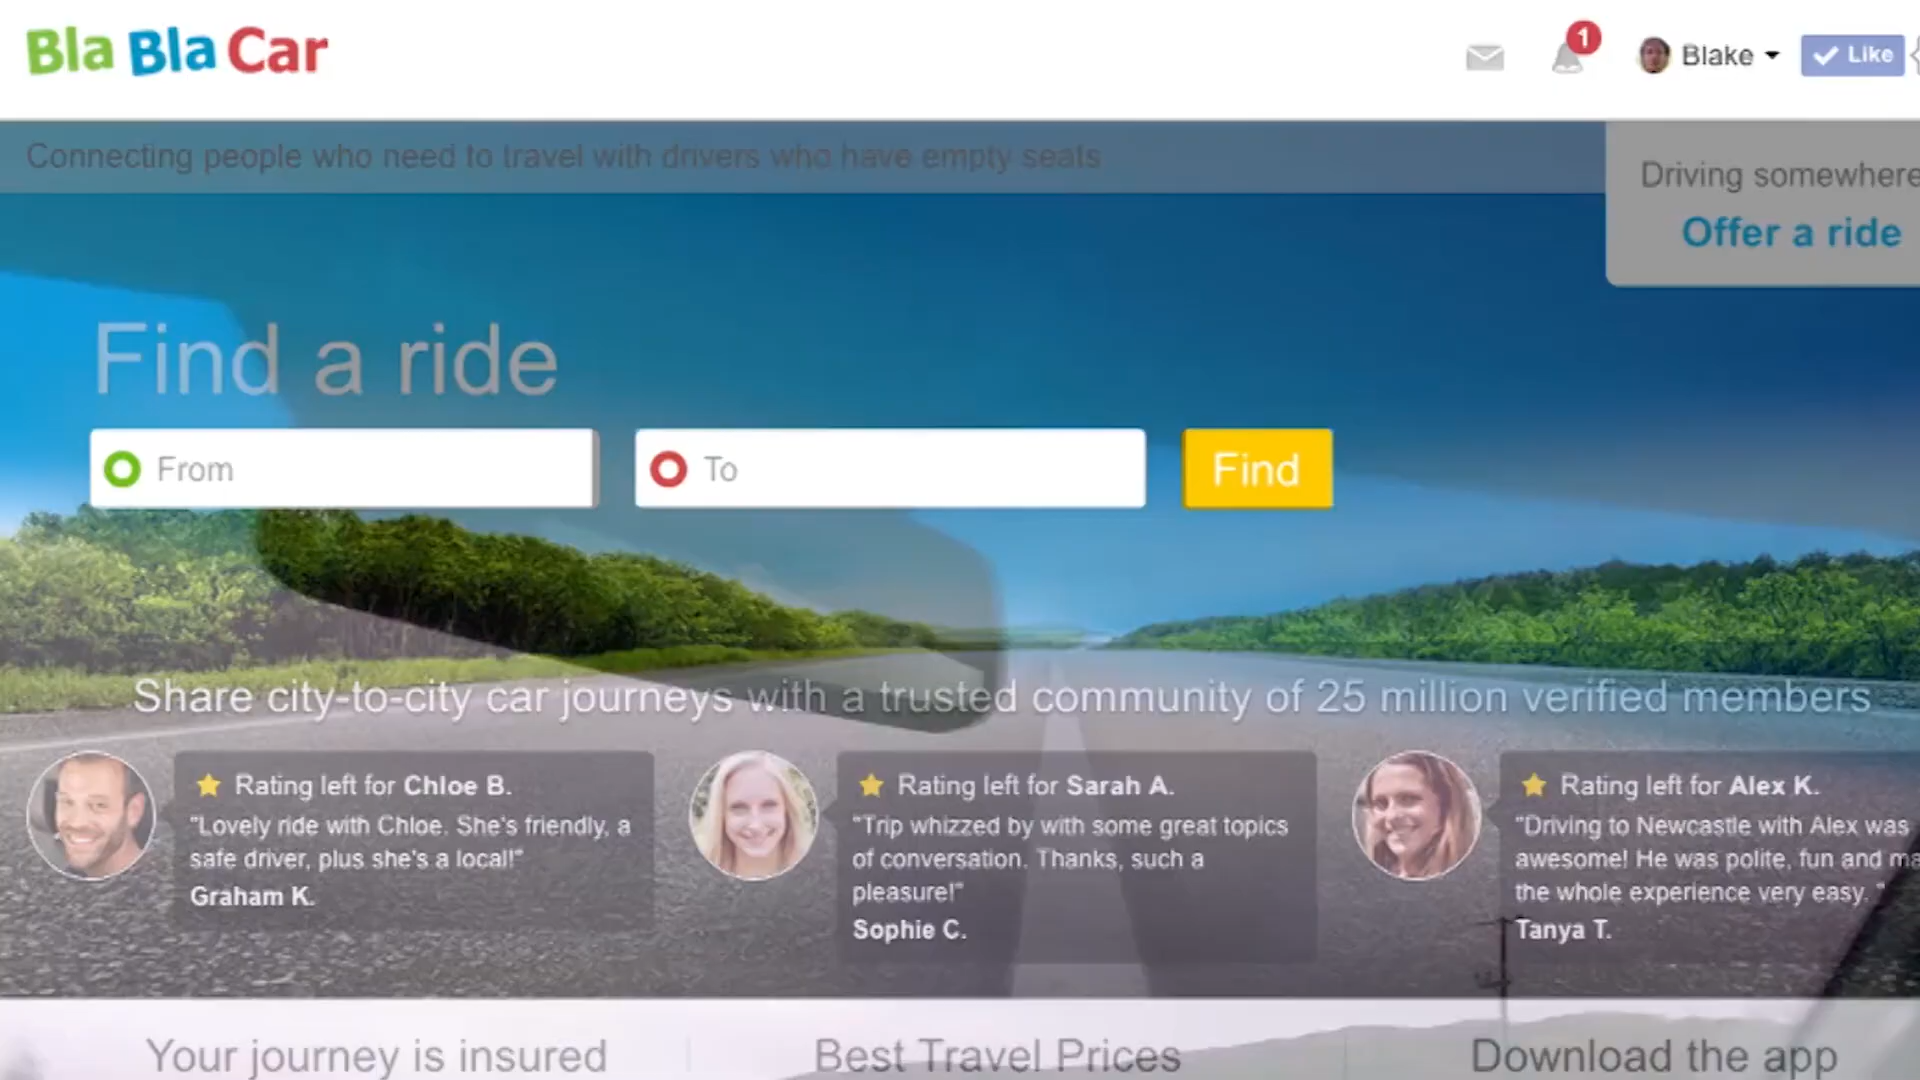 Bla Bla Car
1
Blake
Like
Connecting people who need to travel with drivers who have empty seats
Driving somewhere
Offer a ride
Find a ride
From
To
Find
Share city-to-city car journeys with a trusted community of 25 million verified members
Rating left for Chloe B.
"Lovely ride with Chloe. She's friendly, a
safe driver, plus she's a local!"
Graham K.
Rating left for Sarah A.
"Trip whizzed by with some great topics
of conversation. Thanks, such a
pleasure!"
Sophie C.
Rating left for Alex K.
"Driving to Newcastle with Alex was
awesome! He was polite, fun and
the whole experience very easy. "
Tanya T.
Your journey is insured
Best Travel Prices
Download the app